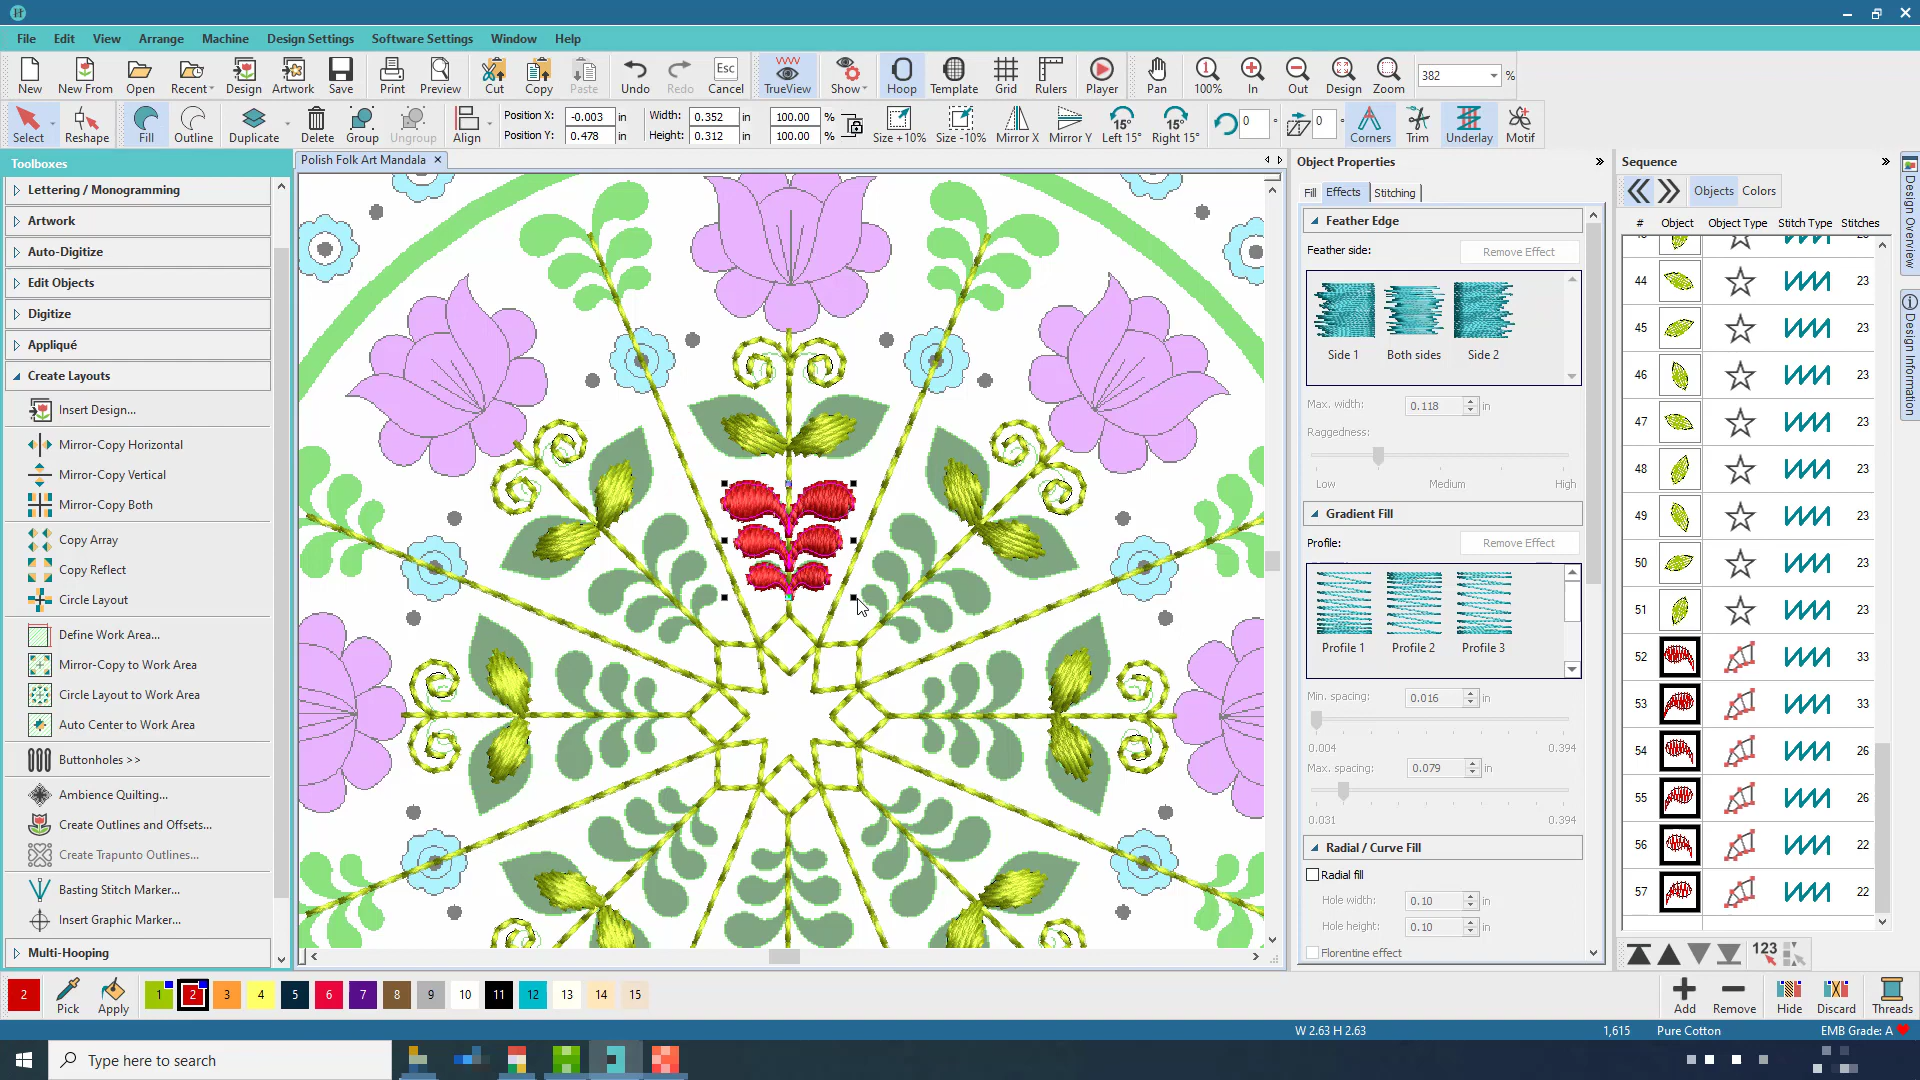 File Edit View Arrange Machine Design Settings Software Settings Window Help
New New From Open Recent Design Artwork Save Print Preview Cut Copy Paste Undo Redo Esc Cancel TrueView Show Hoop Template Grid Rulers Player Pan 1 100% In Out Design Zoom 382 %
Select Reshape Fill Outline Duplicate Delete Group Ungroup Align Position X: -0.003 in Width: 0.352 in 100.00 % Size +10% Size -10% Mirror X Mirror Y 15° Left 15° 15° Right 15° 0 ° 0 ° Corners Trim Underlay Motif
Position Y: 0.478 in Height: 0.312 in 100.00 %
Toolboxes
Lettering / Monogramming
Artwork
Auto-Digitize
Edit Objects
Digitize
Appliqué
Create Layouts
Insert Design...
Mirror-Copy Horizontal
Mirror-Copy Vertical
Mirror-Copy Both
Copy Array
Copy Reflect
Circle Layout
Define Work Area...
Mirror-Copy to Work Area
Circle Layout to Work Area
Auto Center to Work Area
Buttonholes >>
Ambience Quilting...
Create Outlines and Offsets...
Create Trapunto Outlines...
Basting Stitch Marker...
Insert Graphic Marker...
Multi-Hooping
Polish Folk Art Mandala
Object Properties
Fill Effects Stitching
Feather Edge
Feather side: Remove Effect
Side 1 Both sides Side 2
Max. width: 0.118 in
Raggedness:
Low Medium High
Gradient Fill
Profile: Remove Effect
Profile 1 Profile 2 Profile 3
Min. spacing: 0.016 in
0.004 0.394
Max. spacing: 0.079 in
0.031 0.394
Radial / Curve Fill
Radial fill
Hole width: 0.10 in
Hole height: 0.10 in
Florentine effect
Sequence
Objects Colors
# Object Object Type Stitch Type Stitches
44 23
45 23
46 23
47 23
48 23
49 23
50 23
51 23
52 33
53 33
54 26
55 26
56 22
57 22
123
Design Overview
Design Information
2 Pick Apply 1 2 3 4 5 6 7 8 9 10 11 12 13 14 15
Add Remove Hide Discard Threads
W 2.63 H 2.63 1,615 Pure Cotton EMB Grade: A
Type here to search